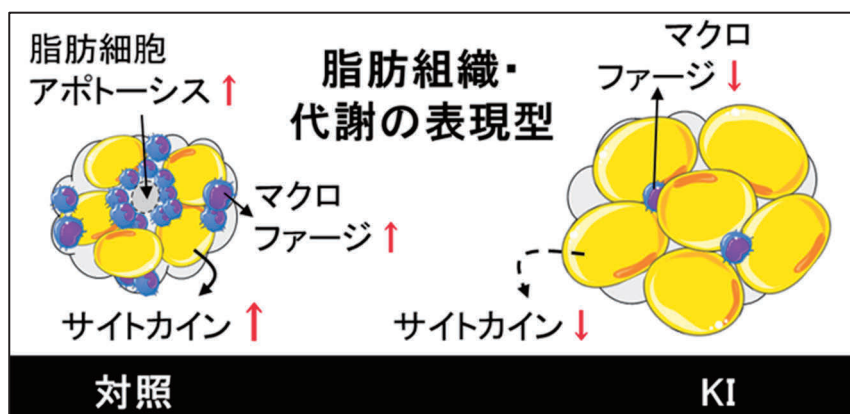 脂肪組織・
代謝の表現型
脂肪細胞
アポトーシス↑
マクロ
ファージ↑
サイトカイン↑
対照
マクロ
ファージ↓
サイトカイン↓
KI